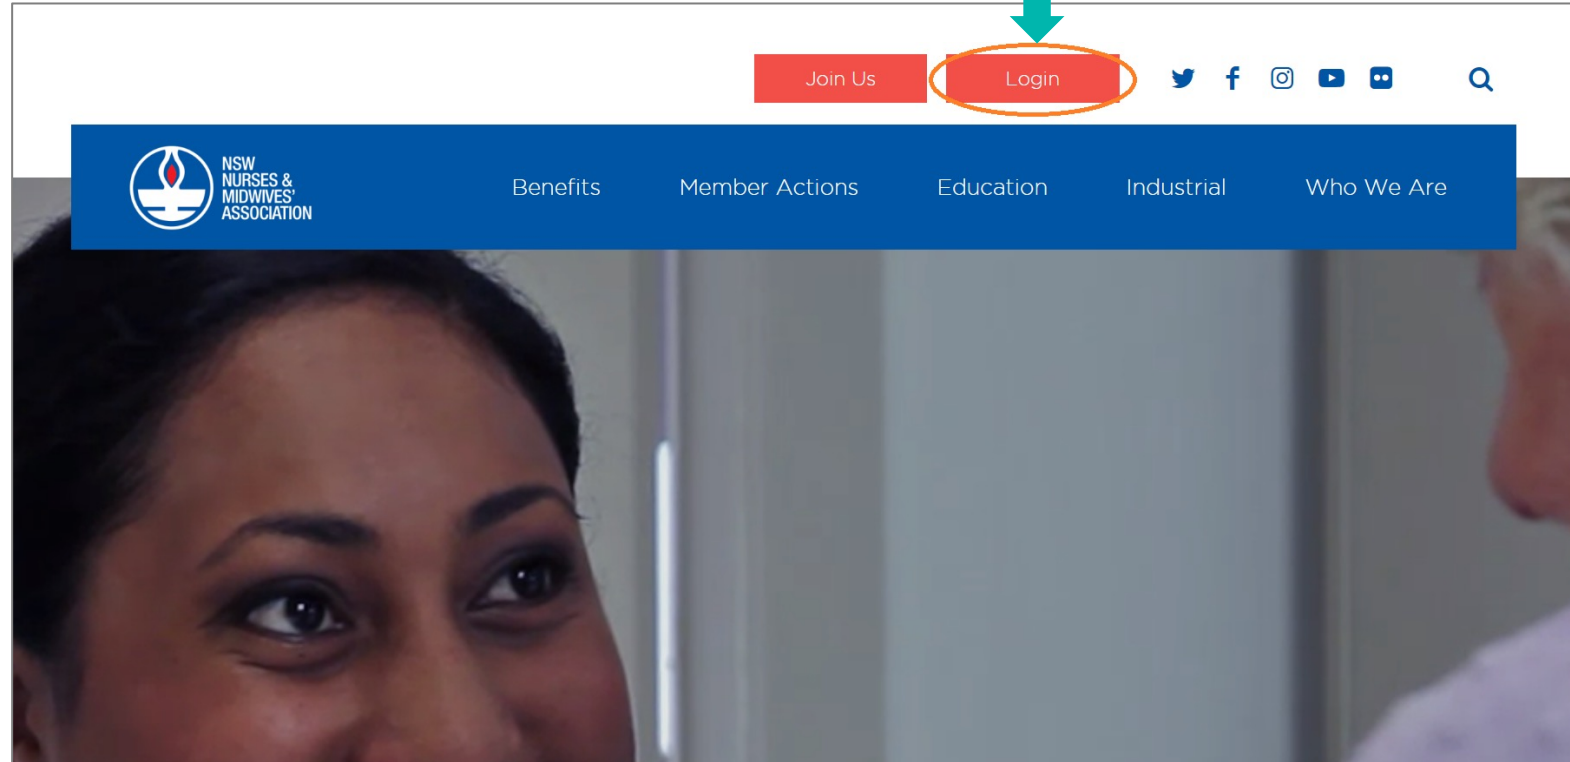 Join Us
Login
NSW
NURSES &
MIDWIVES'
ASSOCIATION
Benefits
Member Actions
Education
Industrial
Who We Are